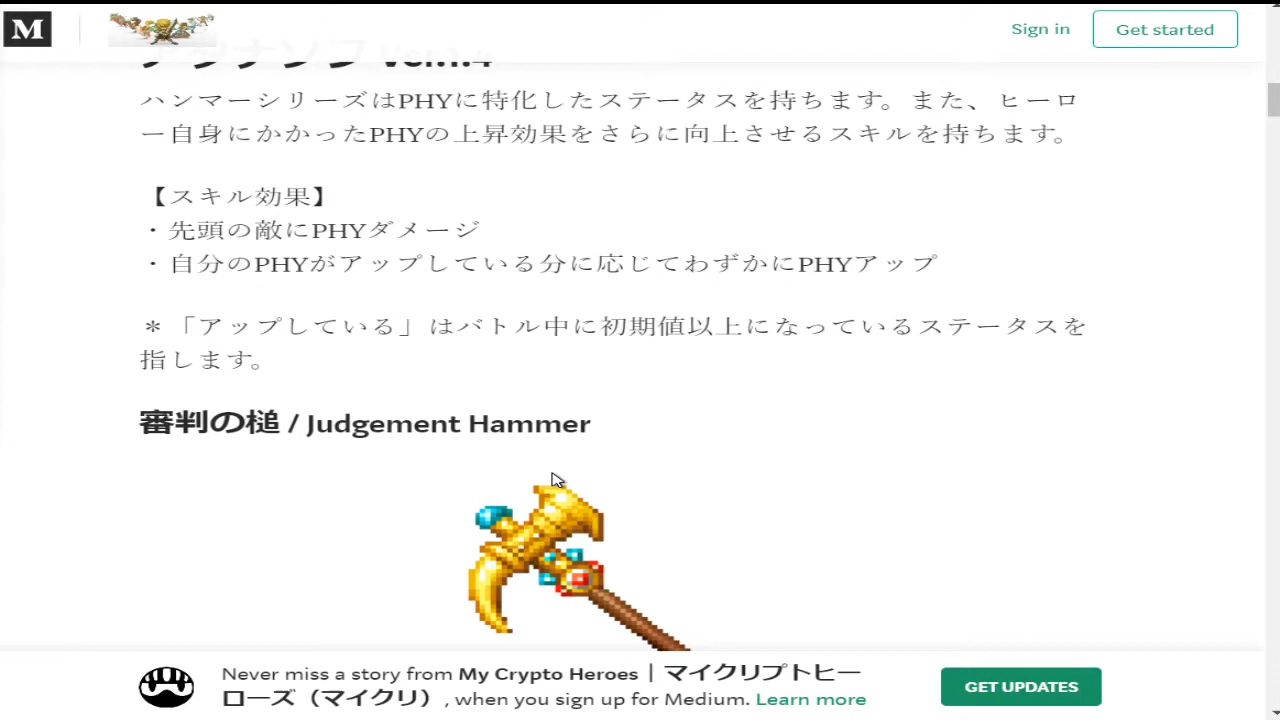 M
Sign in
Get started
Ver.1.4
ハンマーシリーズはPHYに特化したステータスを持ちます。また、ヒーロ
ー自身にかかったPHYの上昇効果をさらに向上させるスキルを持ちます。
【スキル効果】
・先頭の敵にPHYダメージ
・自分のPHYがアップしている分に応じてわずかにPHYアップ
＊「アップしている」はバトル中に初期値以上になっているステータスを
指します。
審判の槌 / Judgement Hammer
Never miss a story from My Crypto Heroes｜マイクリプトヒー
ローズ（マイクリ）, when you sign up for Medium. Learn more
GET UPDATES